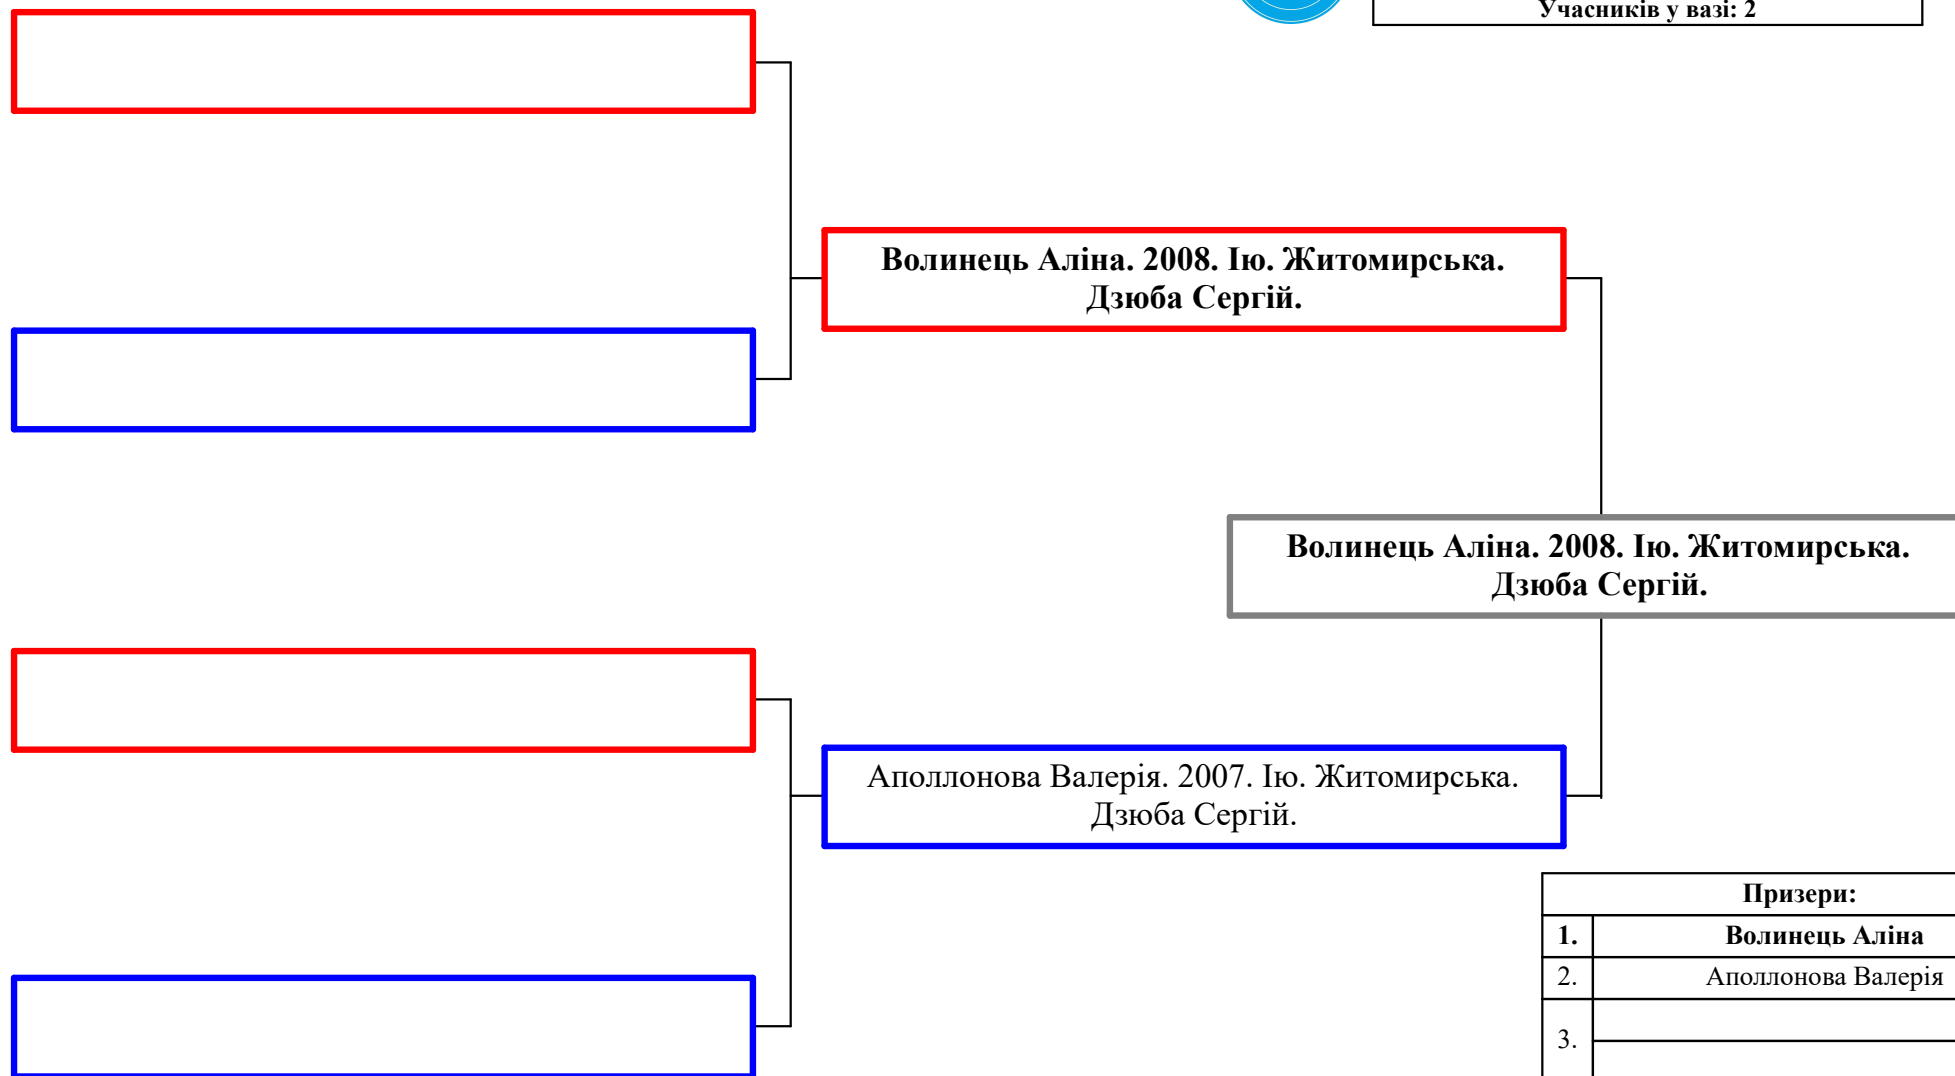 Учасників у вазі: 2
Волинець Аліна. 2008. Ію. Житомирська.
Дзюба Сергій.
Волинець Аліна. 2008. Ію. Житомирська.
Дзюба Сергій.
Аполлонова Валерія. 2007. Ію. Житомирська.
Дзюба Сергій.
Призери:
1. Волинець Аліна
2. Аполлонова Валерія
3.